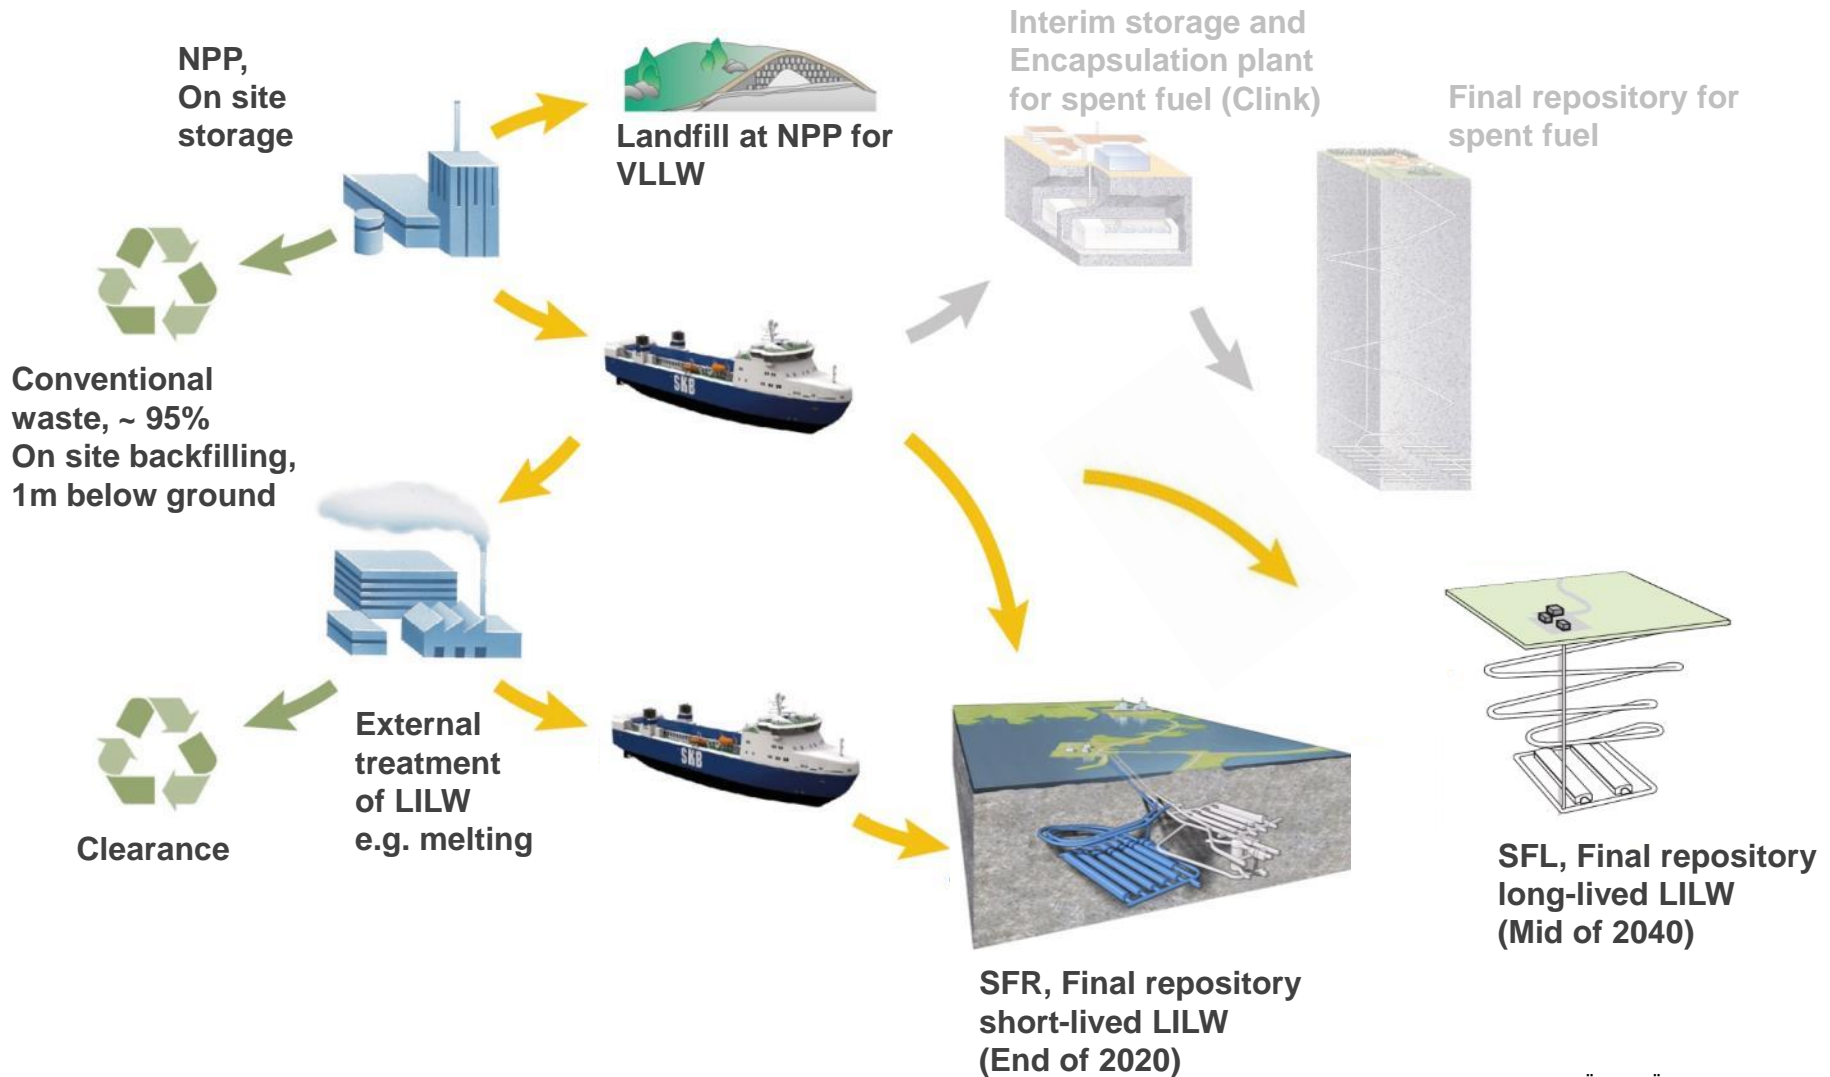 NPP,
On site
storage
Landfill at NPP for
VLLW
Interim storage and
Encapsulation plant
for spent fuel (Clink)
Final repository for
spent fuel
Conventional
waste, ~ 95%
On site backfilling,
1m below ground
SKB
Clearance
External
treatment
of LILW
e.g. melting
SKB
SFR, Final repository
short-lived LILW
(End of 2020)
SFL, Final repository
long-lived LILW
(Mid of 2040)